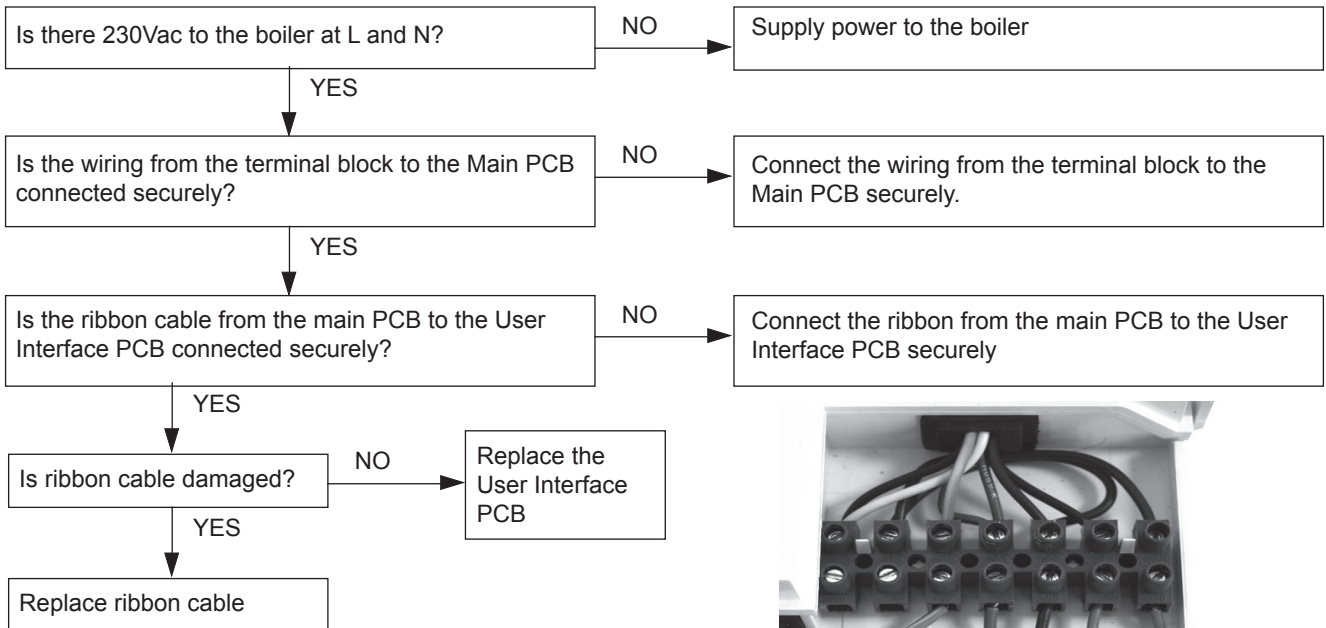 Is there 230Vac to the boiler at L and N?
NO
Supply power to the boiler
YES
Is the wiring from the terminal block to the Main PCB
connected securely?
NO
Connect the wiring from the terminal block to the
Main PCB securely.
YES
Is the ribbon cable from the main PCB to the User
Interface PCB connected securely?
NO
Connect the ribbon from the main PCB to the User
Interface PCB securely
YES
Is ribbon cable damaged?
NO
Replace the
User Interface
PCB
YES
Replace ribbon cable